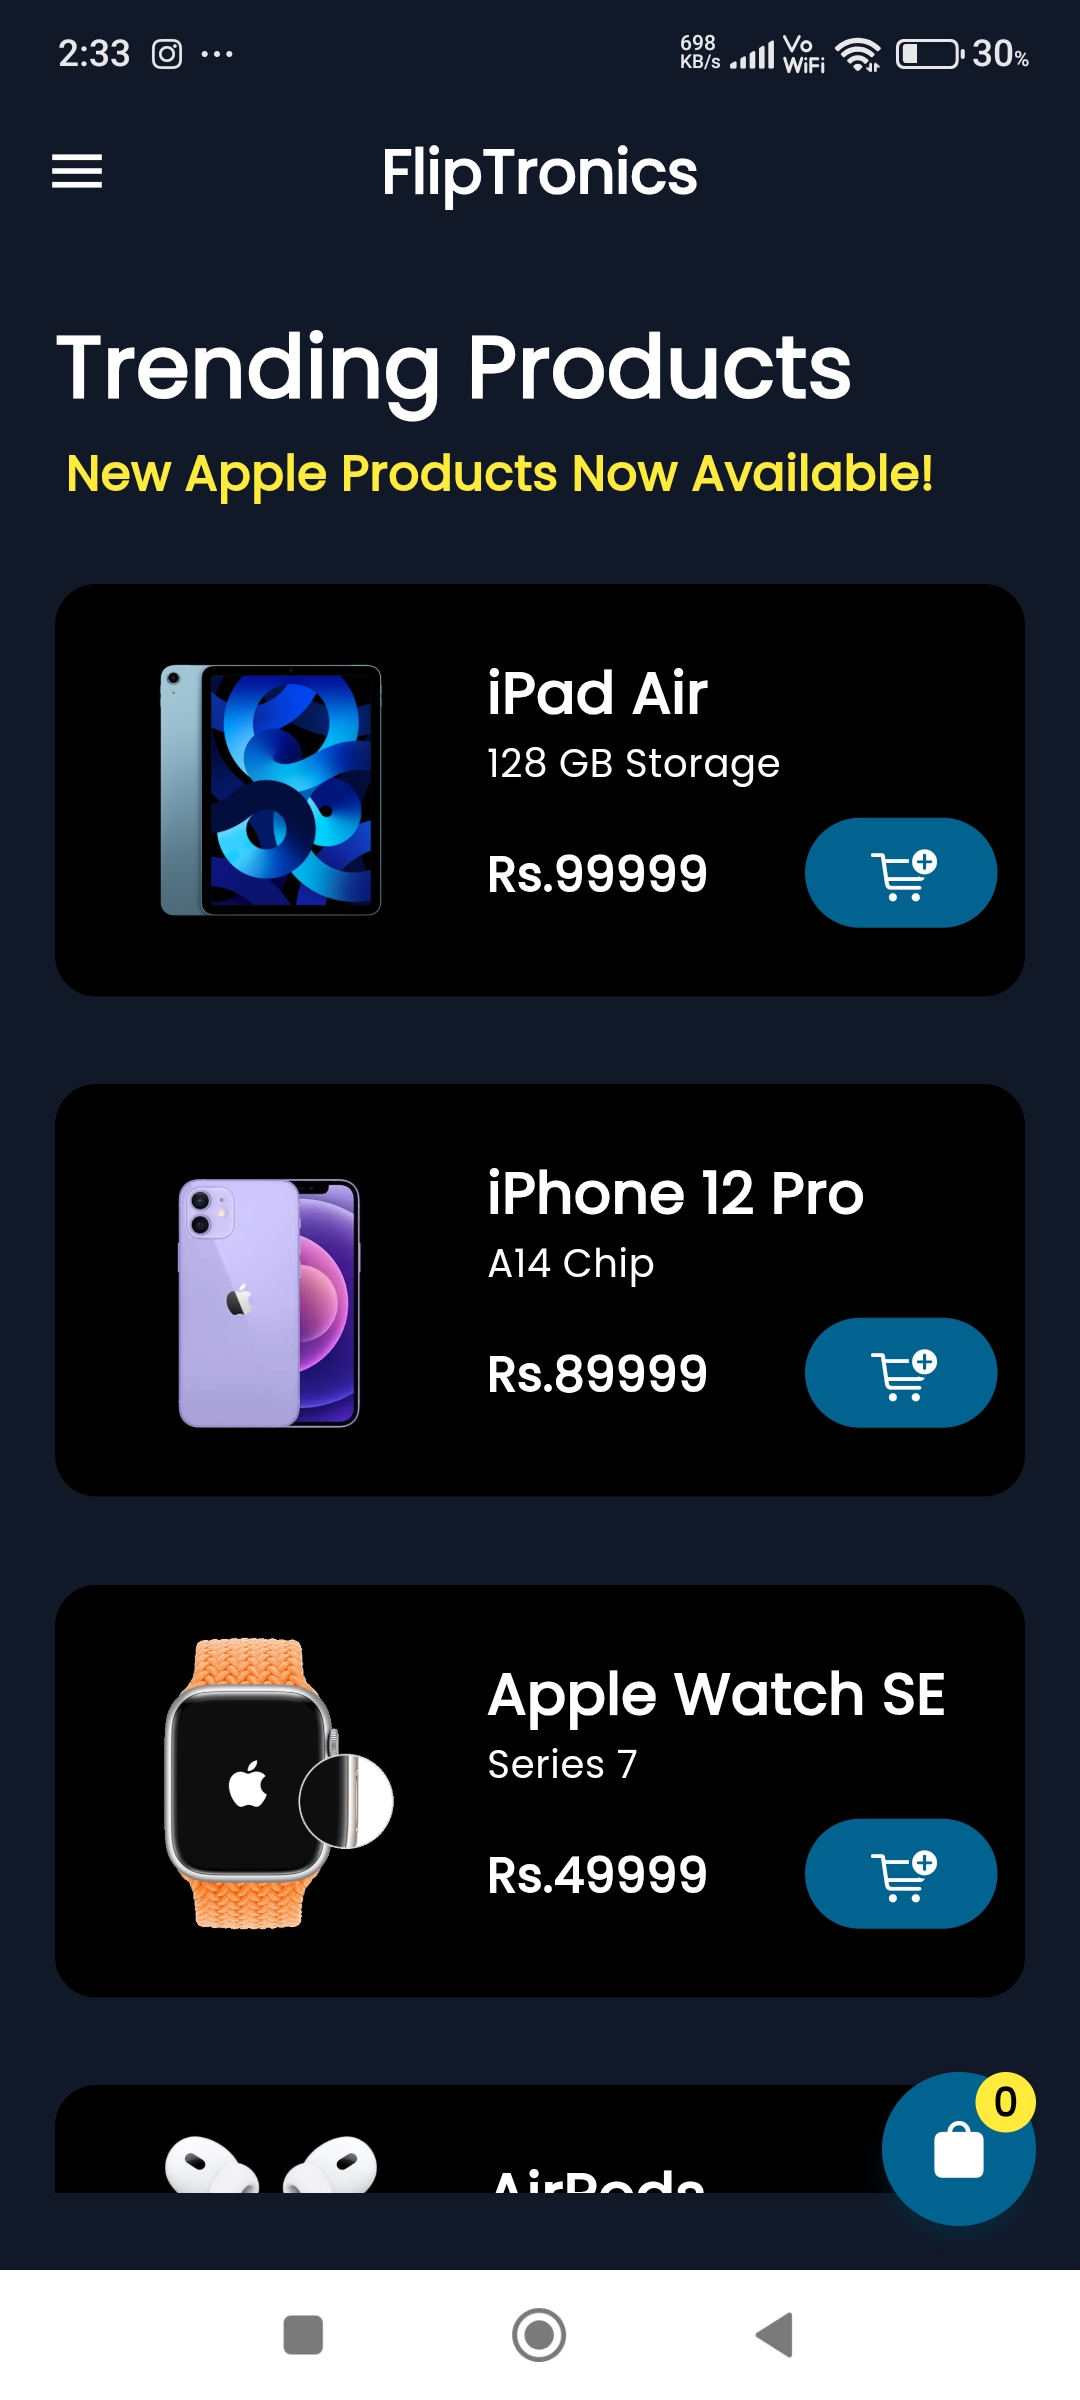 2:33 698 KB/s Vo WiFi 30%
FlipTronics
Trending Products
New Apple Products Now Available!
iPad Air
128 GB Storage
Rs.99999
iPhone 12 Pro
A14 Chip
Rs.89999
Apple Watch SE
Series 7
Rs.49999
0
AirPods